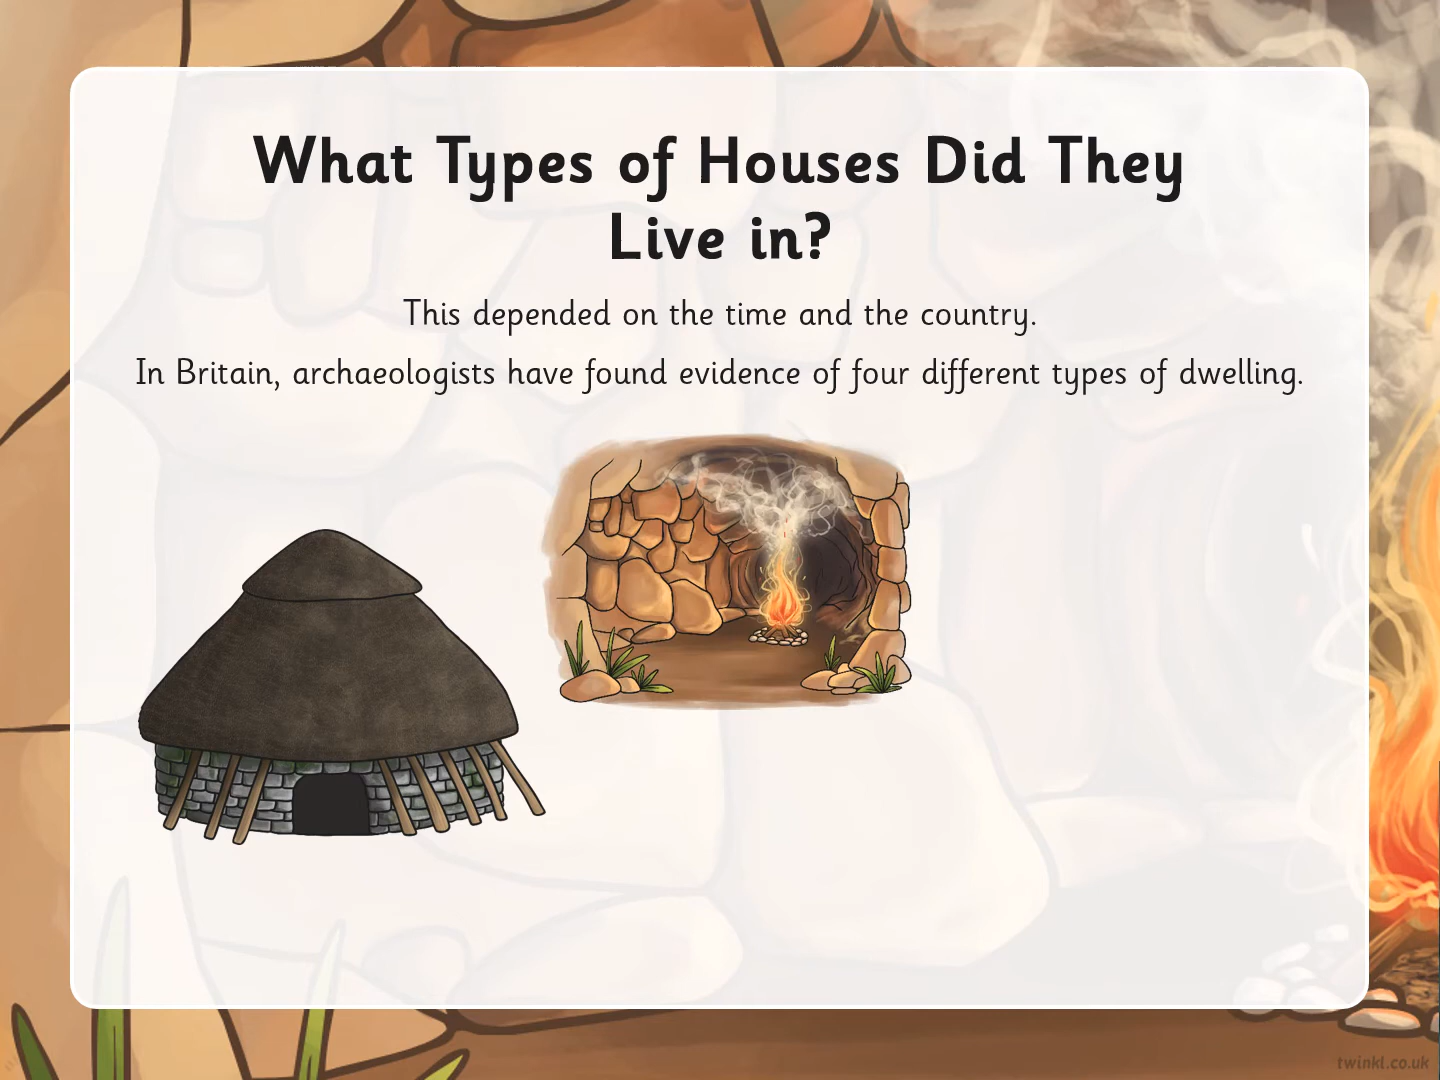 What Types of Houses Did They
Live in?
This depended on the time and the country.
In Britain, archaeologists have found evidence of four different types of dwelling.
twinkl.co.uk